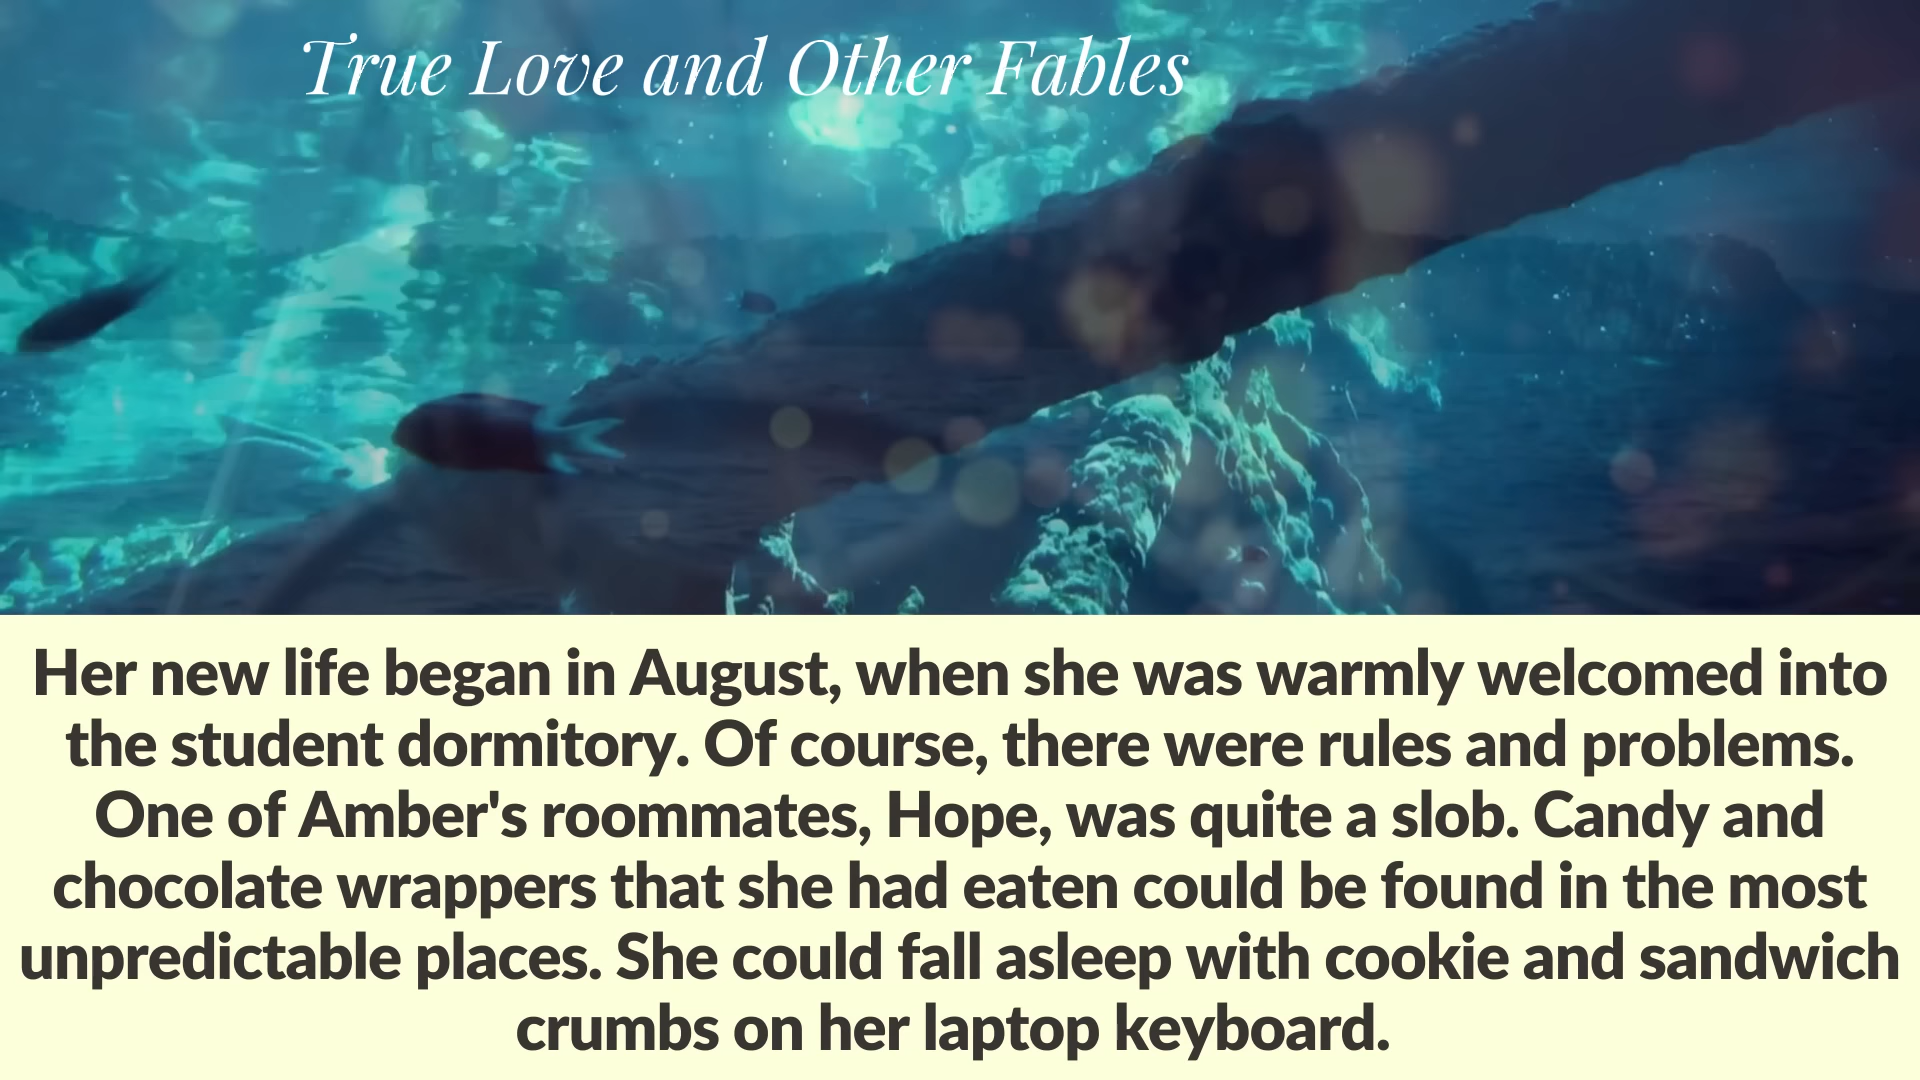 True Love and Other Fables
Her new life began in August, when she was warmly welcomed into
the student dormitory. Of course, there were rules and problems.
One of Amber's roommates, Hope, was quite a slob. Candy and
chocolate wrappers that she had eaten could be found in the most
unpredictable places. She could fall asleep with cookie and sandwich
crumbs on her laptop keyboard.